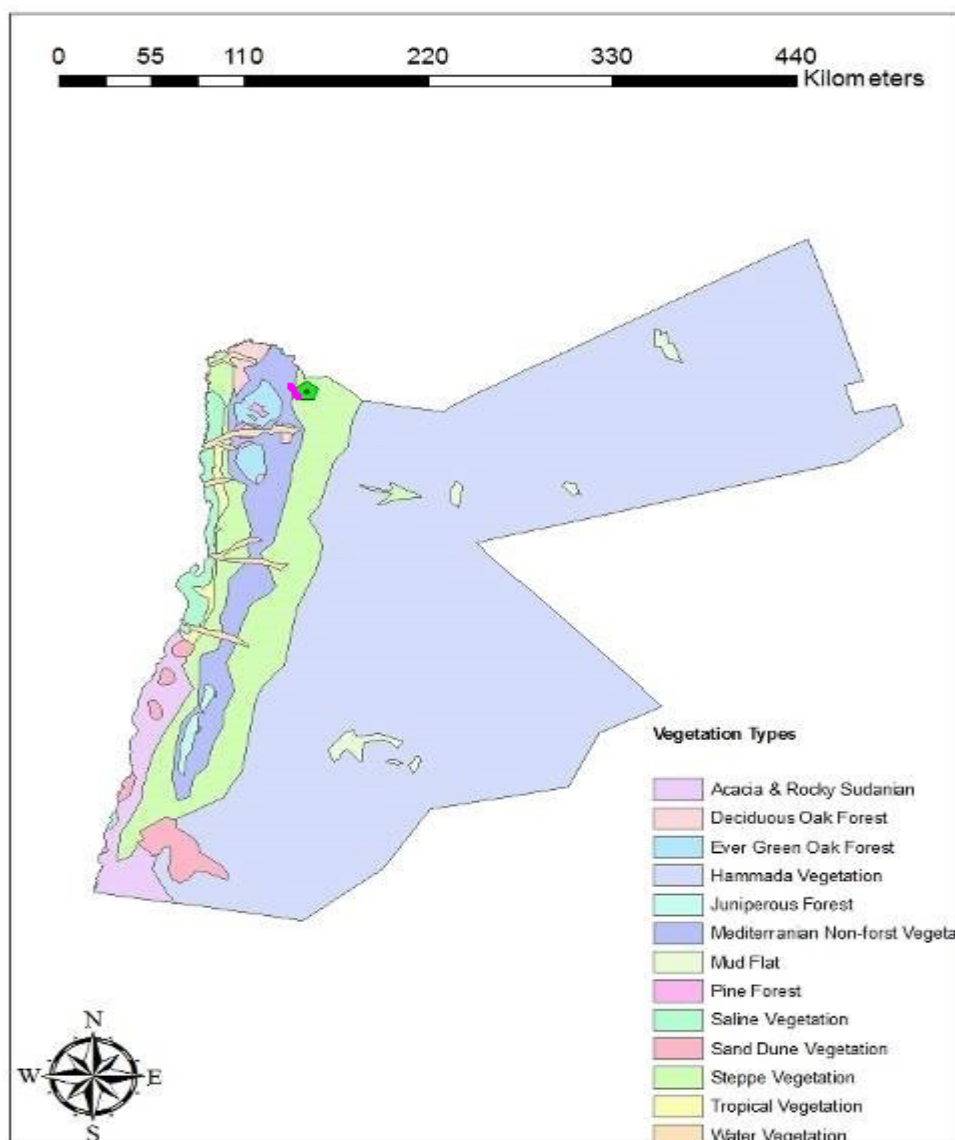 0 55 110 220 330 440
Kilometers
Vegetation Types
Acacia & Rocky Sudanian
Deciduous Oak Forest
Ever Green Oak Forest
Hammada Vegetation
Juniperous Forest
Mediterranian Non-forst Vegeta
Mud Flat
Pine Forest
Saline Vegetation
Sand Dune Vegetation
Steppe Vegetation
Tropical Vegetation
Water Vegetation
N
W E
S